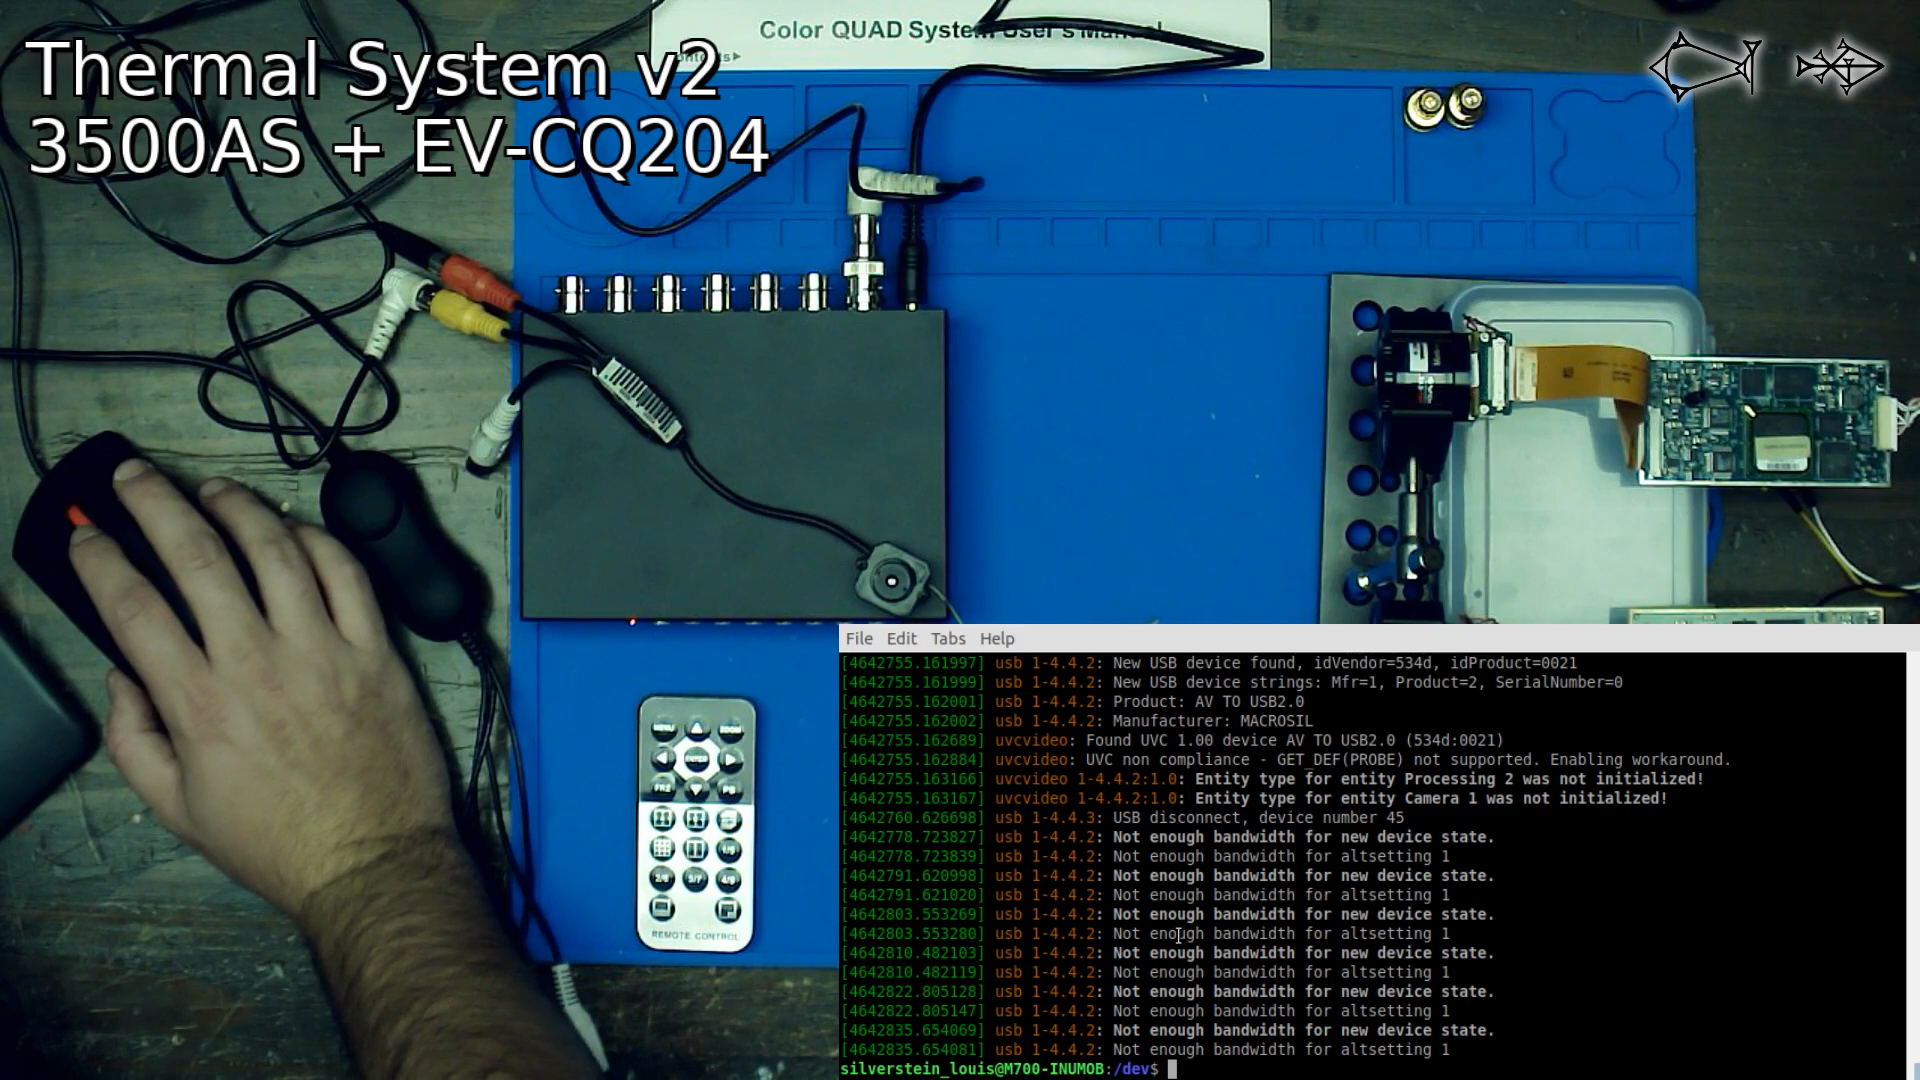 Color QUAD System User's Manual
Thermal System v2
3500AS + EV-CQ204
MENU
ZOOM
ENTER
FRZ
PB
REMOTE CONTROL
File Edit Tabs Help
[4642755.161997] usb 1-4.4.2: New USB device found, idVendor=534d, idProduct=0021
[4642755.161999] usb 1-4.4.2: New USB device strings: Mfr=1, Product=2, SerialNumber=0
[4642755.162001] usb 1-4.4.2: Product: AV TO USB2.0
[4642755.162002] usb 1-4.4.2: Manufacturer: MACROSIL
[4642755.162689] uvcvideo: Found UVC 1.00 device AV TO USB2.0 (534d:0021)
[4642755.162884] uvcvideo: UVC non compliance - GET_DEF(PROBE) not supported. Enabling workaround.
[4642755.163166] uvcvideo 1-4.4.2:1.0: Entity type for entity Processing 2 was not initialized!
[4642755.163167] uvcvideo 1-4.4.2:1.0: Entity type for entity Camera 1 was not initialized!
[4642760.626698] usb 1-4.4.3: USB disconnect, device number 45
[4642778.723827] usb 1-4.4.2: Not enough bandwidth for new device state.
[4642778.723839] usb 1-4.4.2: Not enough bandwidth for altsetting 1
[4642791.620998] usb 1-4.4.2: Not enough bandwidth for new device state.
[4642791.621020] usb 1-4.4.2: Not enough bandwidth for altsetting 1
[4642803.553269] usb 1-4.4.2: Not enough bandwidth for new device state.
[4642803.553280] usb 1-4.4.2: Not enough bandwidth for altsetting 1
[4642810.482103] usb 1-4.4.2: Not enough bandwidth for new device state.
[4642810.482119] usb 1-4.4.2: Not enough bandwidth for altsetting 1
[4642822.805128] usb 1-4.4.2: Not enough bandwidth for new device state.
[4642822.805147] usb 1-4.4.2: Not enough bandwidth for altsetting 1
[4642835.654069] usb 1-4.4.2: Not enough bandwidth for new device state.
[4642835.654081] usb 1-4.4.2: Not enough bandwidth for altsetting 1
silverstein_louis@M700-INUMOB:/dev$